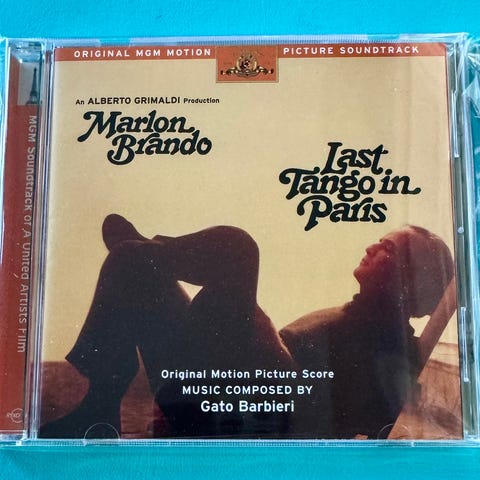 ORIGINAL MGM MOTION PICTURE SOUNDTRACK
An ALBERTO GRIMALDI Production
Marlon
Brando
Last
Tango in
Paris
Original Motion Picture Score
MUSIC COMPOSED BY
Gato Barbieri
MGM Soundtrack of A United Artists Film
RYKO